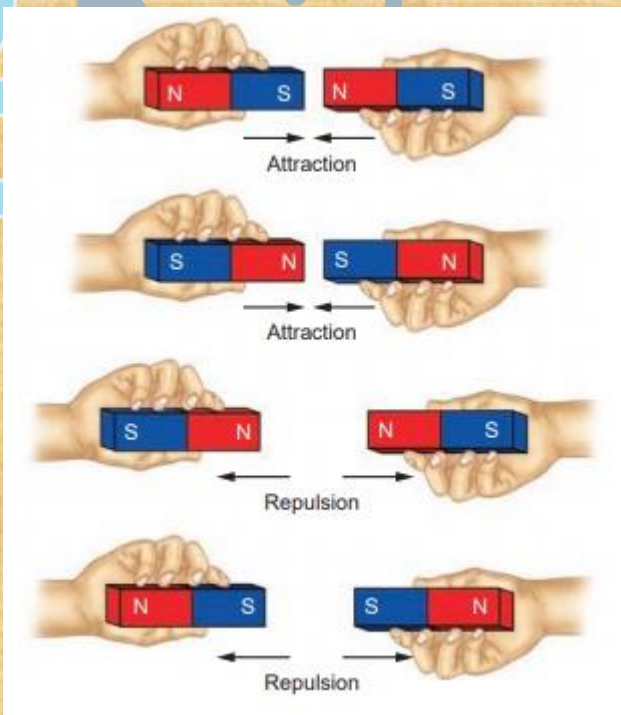 N S N S
Attraction
S N S N
Attraction
S N N S
Repulsion
N S S N
Repulsion